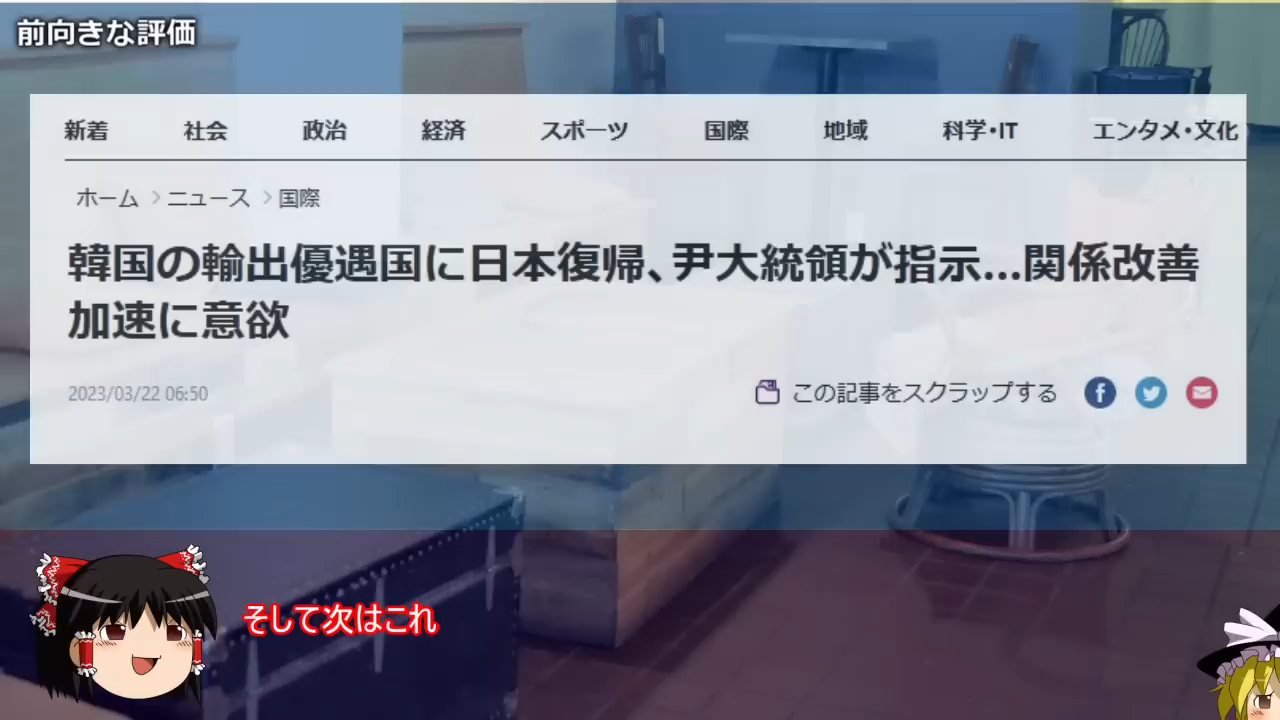 前向きな評価
新着 社会 政治 経済 スポーツ 国際 地域 科学・IT エンタメ・文化
ホーム > ニュース > 国際
韓国の輸出優遇国に日本復帰、尹大統領が指示…関係改善
加速に意欲
2023/03/22 06:50 この記事をスクラップする
そして次はこれ